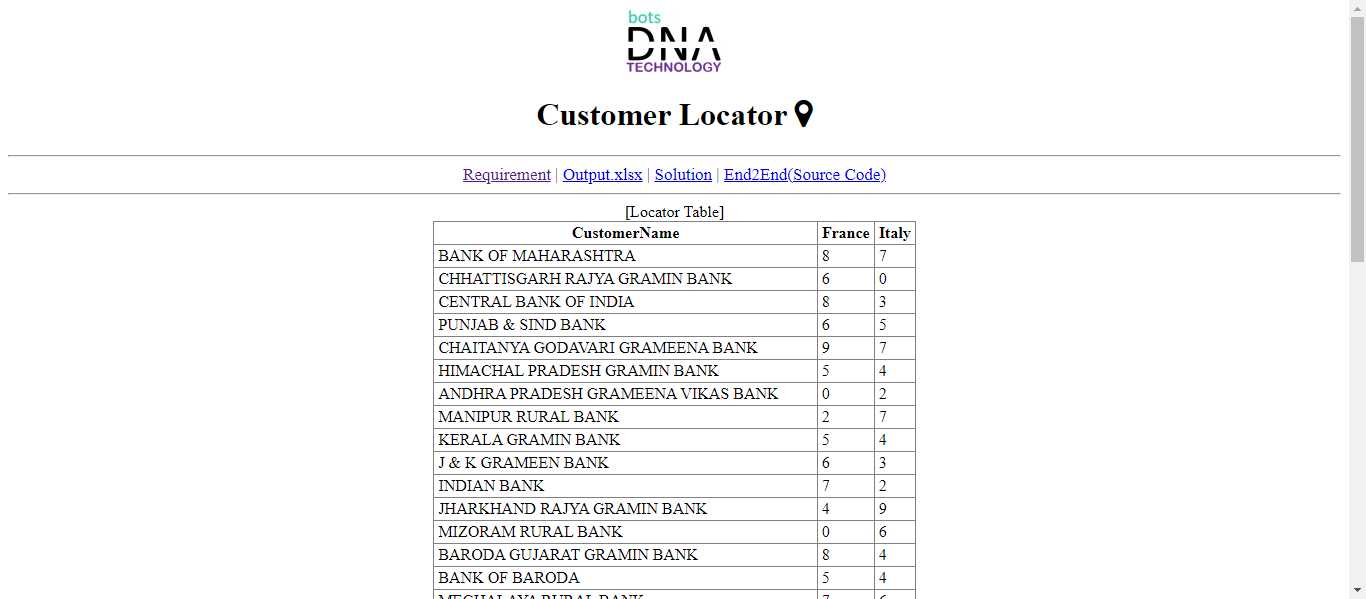 bots
DNA
TECHNOLOGY
Customer Locator
Requirement | Output.xlsx | Solution | End2End(Source Code)
[Locator Table]
CustomerName France Italy
BANK OF MAHARASHTRA 8 7
CHHATTISGARH RAJYA GRAMIN BANK 6 0
CENTRAL BANK OF INDIA 8 3
PUNJAB & SIND BANK 6 5
CHAITANYA GODAVARI GRAMEENA BANK 9 7
HIMACHAL PRADESH GRAMIN BANK 5 4
ANDHRA PRADESH GRAMEENA VIKAS BANK 0 2
MANIPUR RURAL BANK 2 7
KERALA GRAMIN BANK 5 4
J & K GRAMEEN BANK 6 3
INDIAN BANK 7 2
JHARKHAND RAJYA GRAMIN BANK 4 9
MIZORAM RURAL BANK 0 6
BARODA GUJARAT GRAMIN BANK 8 4
BANK OF BARODA 5 4
MEGHALAYA RURAL BANK